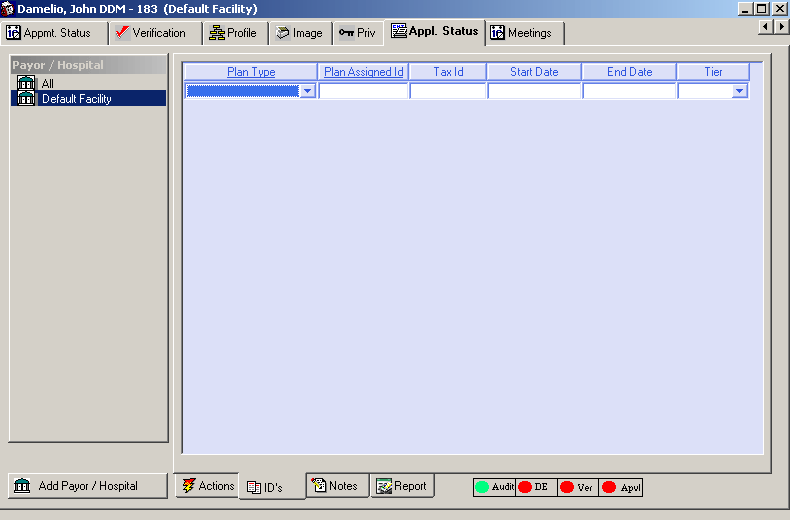 Damelio, John DDM - 183 (Default Facility)
Appmt. Status Verification Profile Image Priv Appl. Status Meetings
Payor / Hospital
All
Default Facility
Plan Type Plan Assigned Id Tax Id Start Date End Date Tier
Add Payor / Hospital
Actions ID's Notes Report
Audit DE Ver Apvl